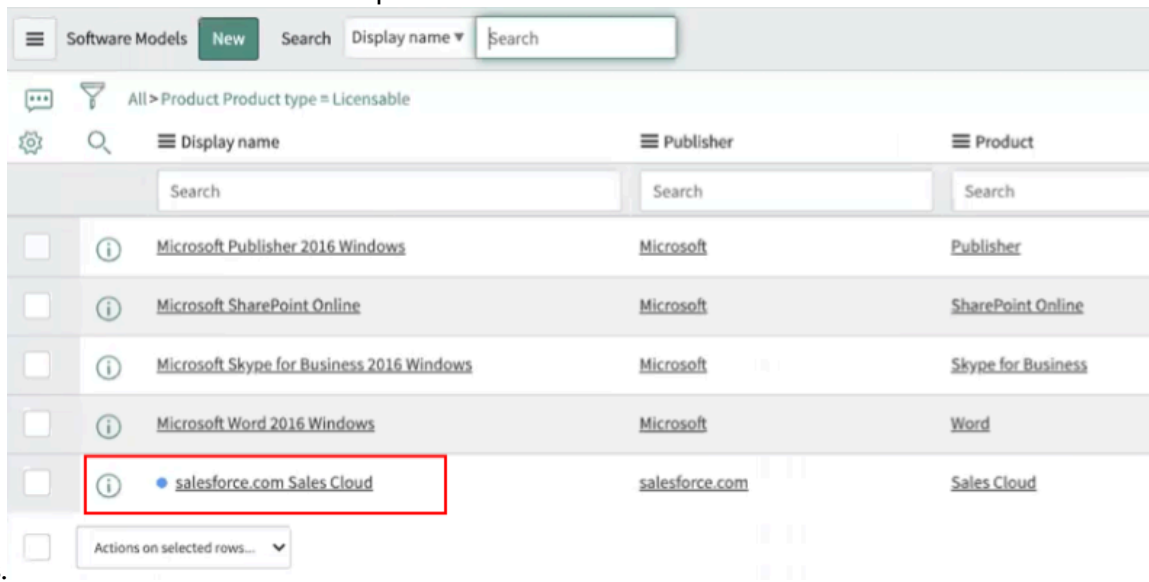 Software Models New Search Display name ▼ Search
All > Product Product type = Licensable
Display name Publisher Product
Search Search Search
Microsoft Publisher 2016 Windows Microsoft Publisher
Microsoft SharePoint Online Microsoft SharePoint Online
Microsoft Skype for Business 2016 Windows Microsoft Skype for Business
Microsoft Word 2016 Windows Microsoft Word
salesforce.com Sales Cloud salesforce.com Sales Cloud
Actions on selected rows...